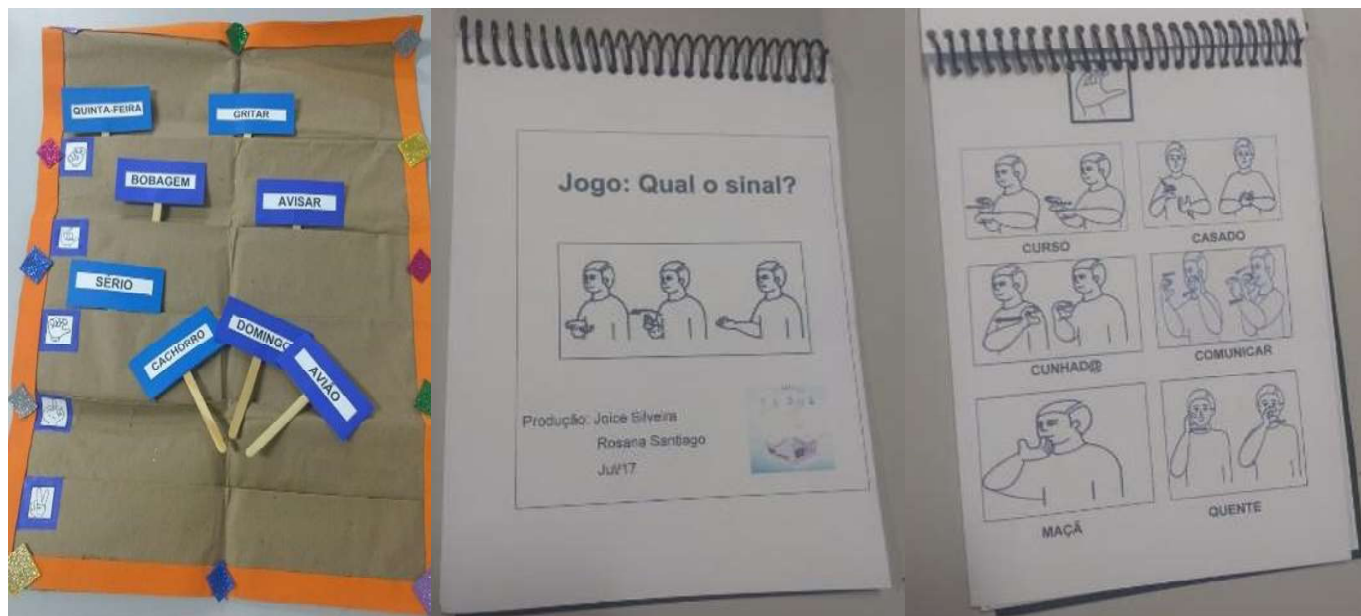 QUINTA-FEIRA
GRITAR
BOBAGEM
AVISAR
SÉRIO
CACHORRO
DOMINGO
AVIÃO
Jogo: Qual o sinal?
Produção: Joice Silveira
Rosana Santiago
Jul/17
CURSO
CASADO
CUNHAD@
COMUNICAR
MAÇÃ
QUENTE